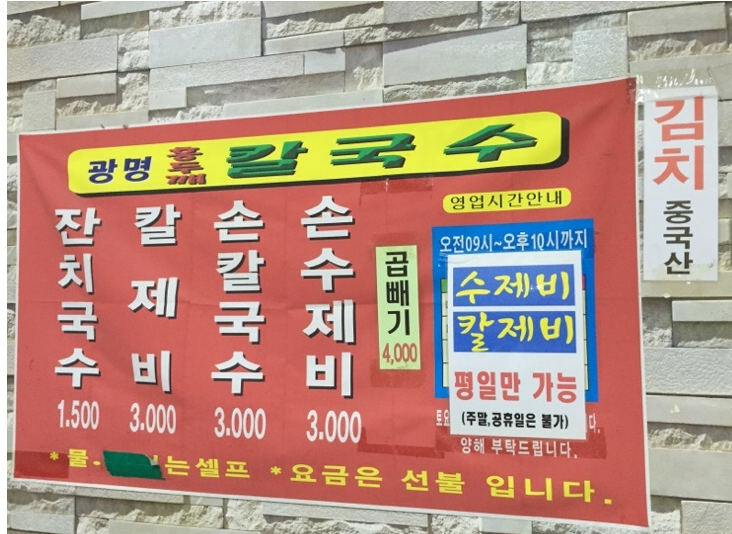 광명 홍두깨 칼국수
잔치국수 1.500
칼제비 3.000
손칼국수 3.000
손수제비 3.000
곱빼기 4,000
영업시간안내
오전09시~오후10시까지
수제비
칼제비
평일만 가능
(주말,공휴일은 불가)
양해 부탁드립니다.
*물. 는셀프 *요금은 선불 입니다.
김치 중국산